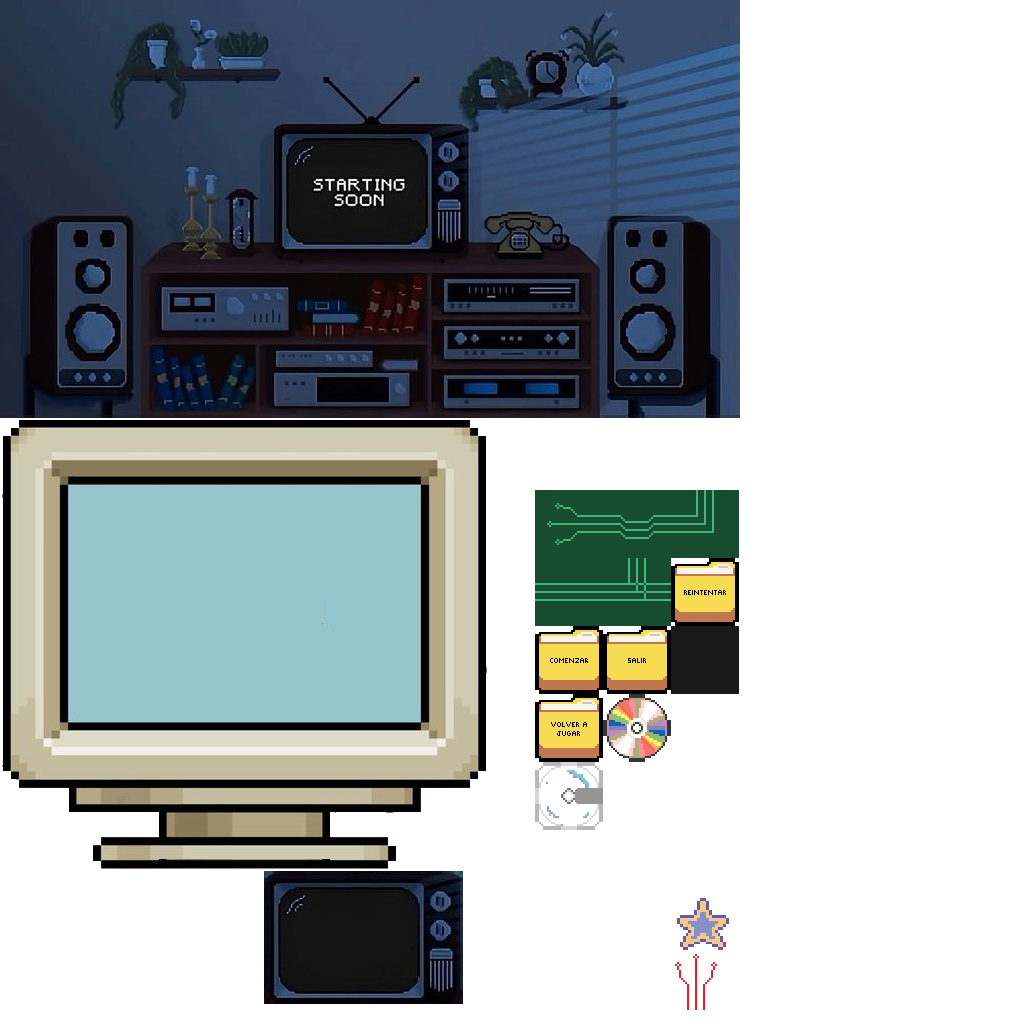 STARTING
SOON
REINTENTAR
COMENZAR
SALIR
VOLVER A
JUGAR